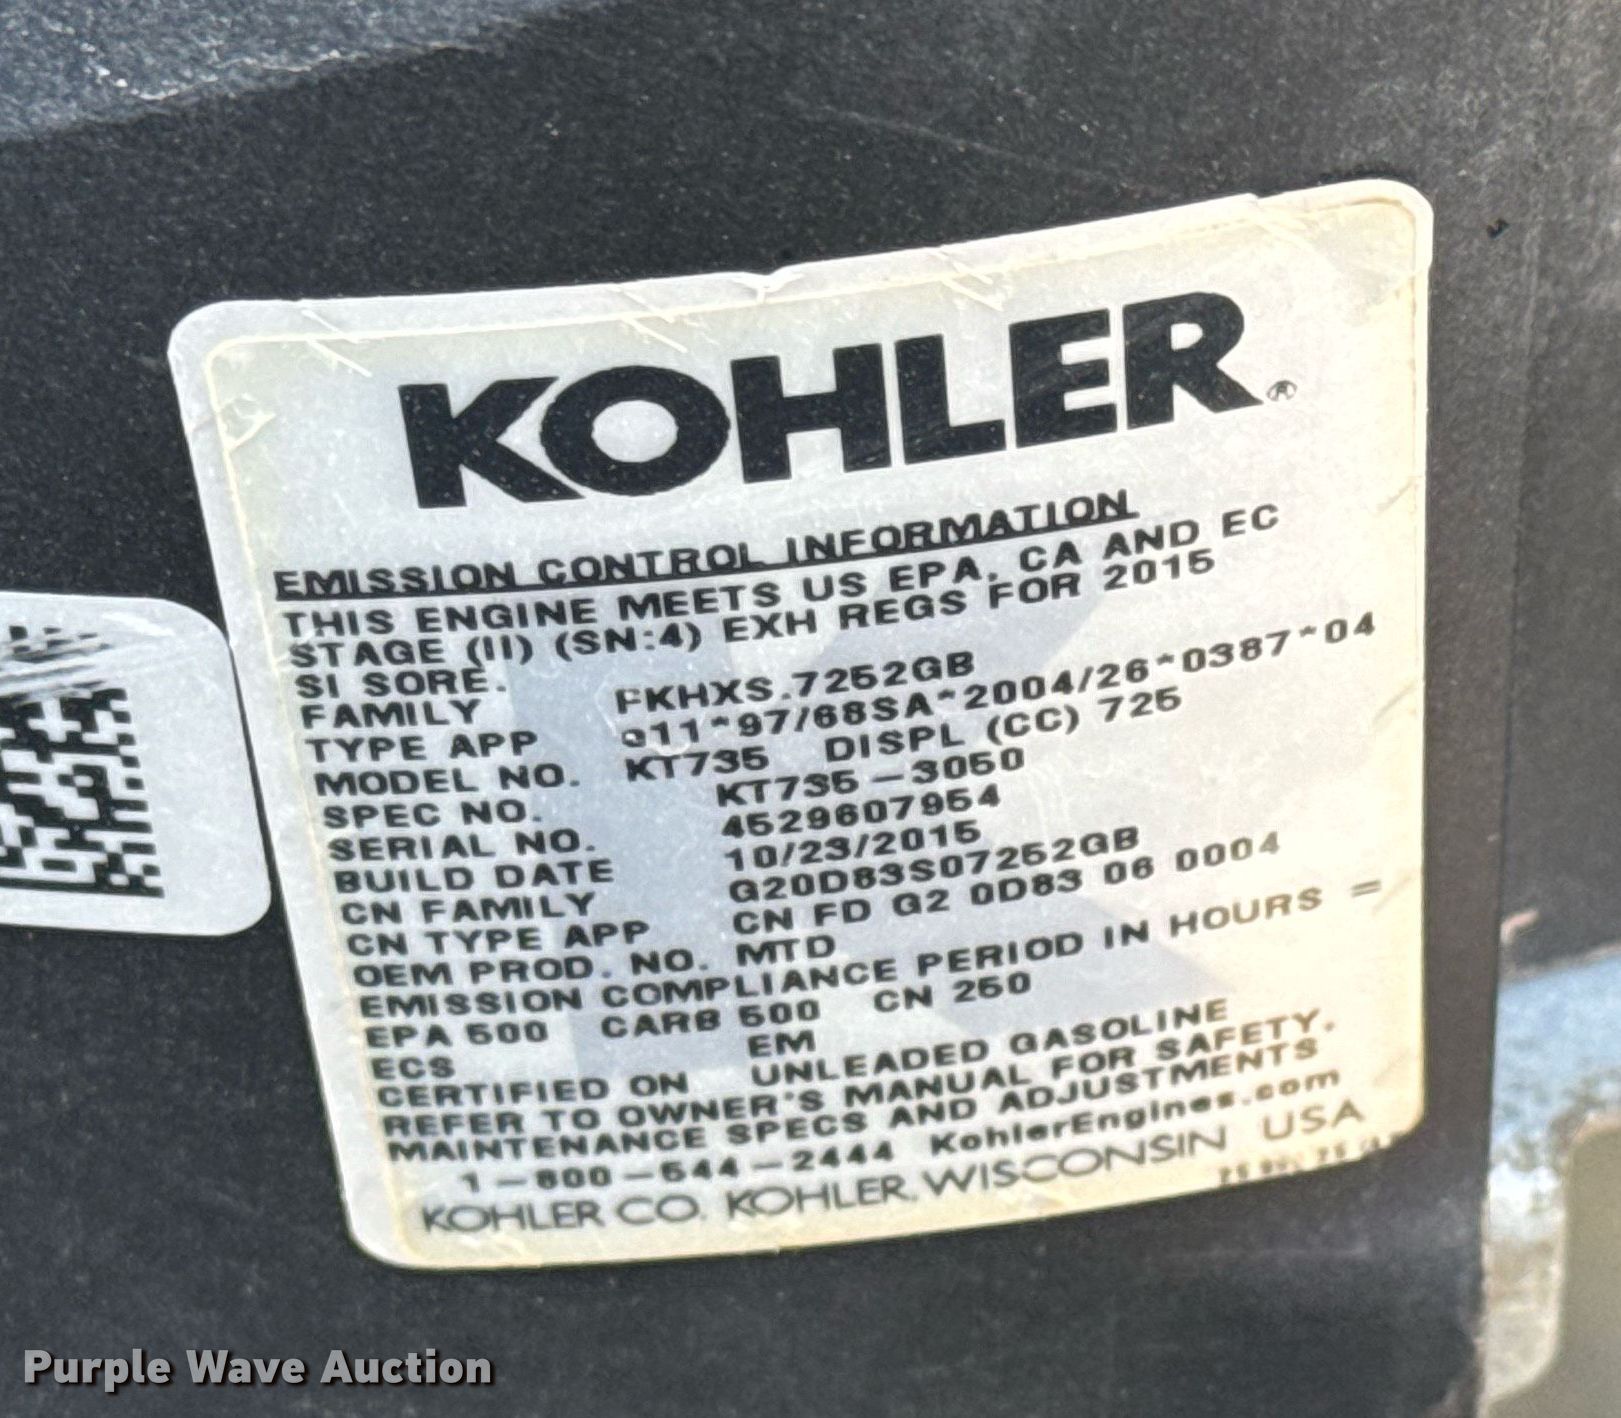 KOHLER®
EMISSION CONTROL INFORMATION
THIS ENGINE MEETS US EPA, CA AND EC
STAGE (II) (SN:4) EXH REGS FOR 2015
SI SORE.
FAMILY FKHXS.7252GB
TYPE APP e11*97/68SA*2004/26*0387*04
MODEL NO. KT735 DISPL (CC) 725
SPEC NO. KT735-3050
SERIAL NO. 4529607954
BUILD DATE 10/23/2015
CN FAMILY G20D83S07252GB
CN TYPE APP CN FD G2 0D83 06 0004
OEM PROD. NO. MTD
EMISSION COMPLIANCE PERIOD IN HOURS =
EPA 500 CARB 500 CN 250
ECS EM
CERTIFIED ON UNLEADED GASOLINE
REFER TO OWNER'S MANUAL FOR SAFETY,
MAINTENANCE SPECS AND ADJUSTMENTS
1-800-544-2444 KohlerEngines.com
KOHLER CO. KOHLER, WISCONSIN USA
Purple Wave Auction